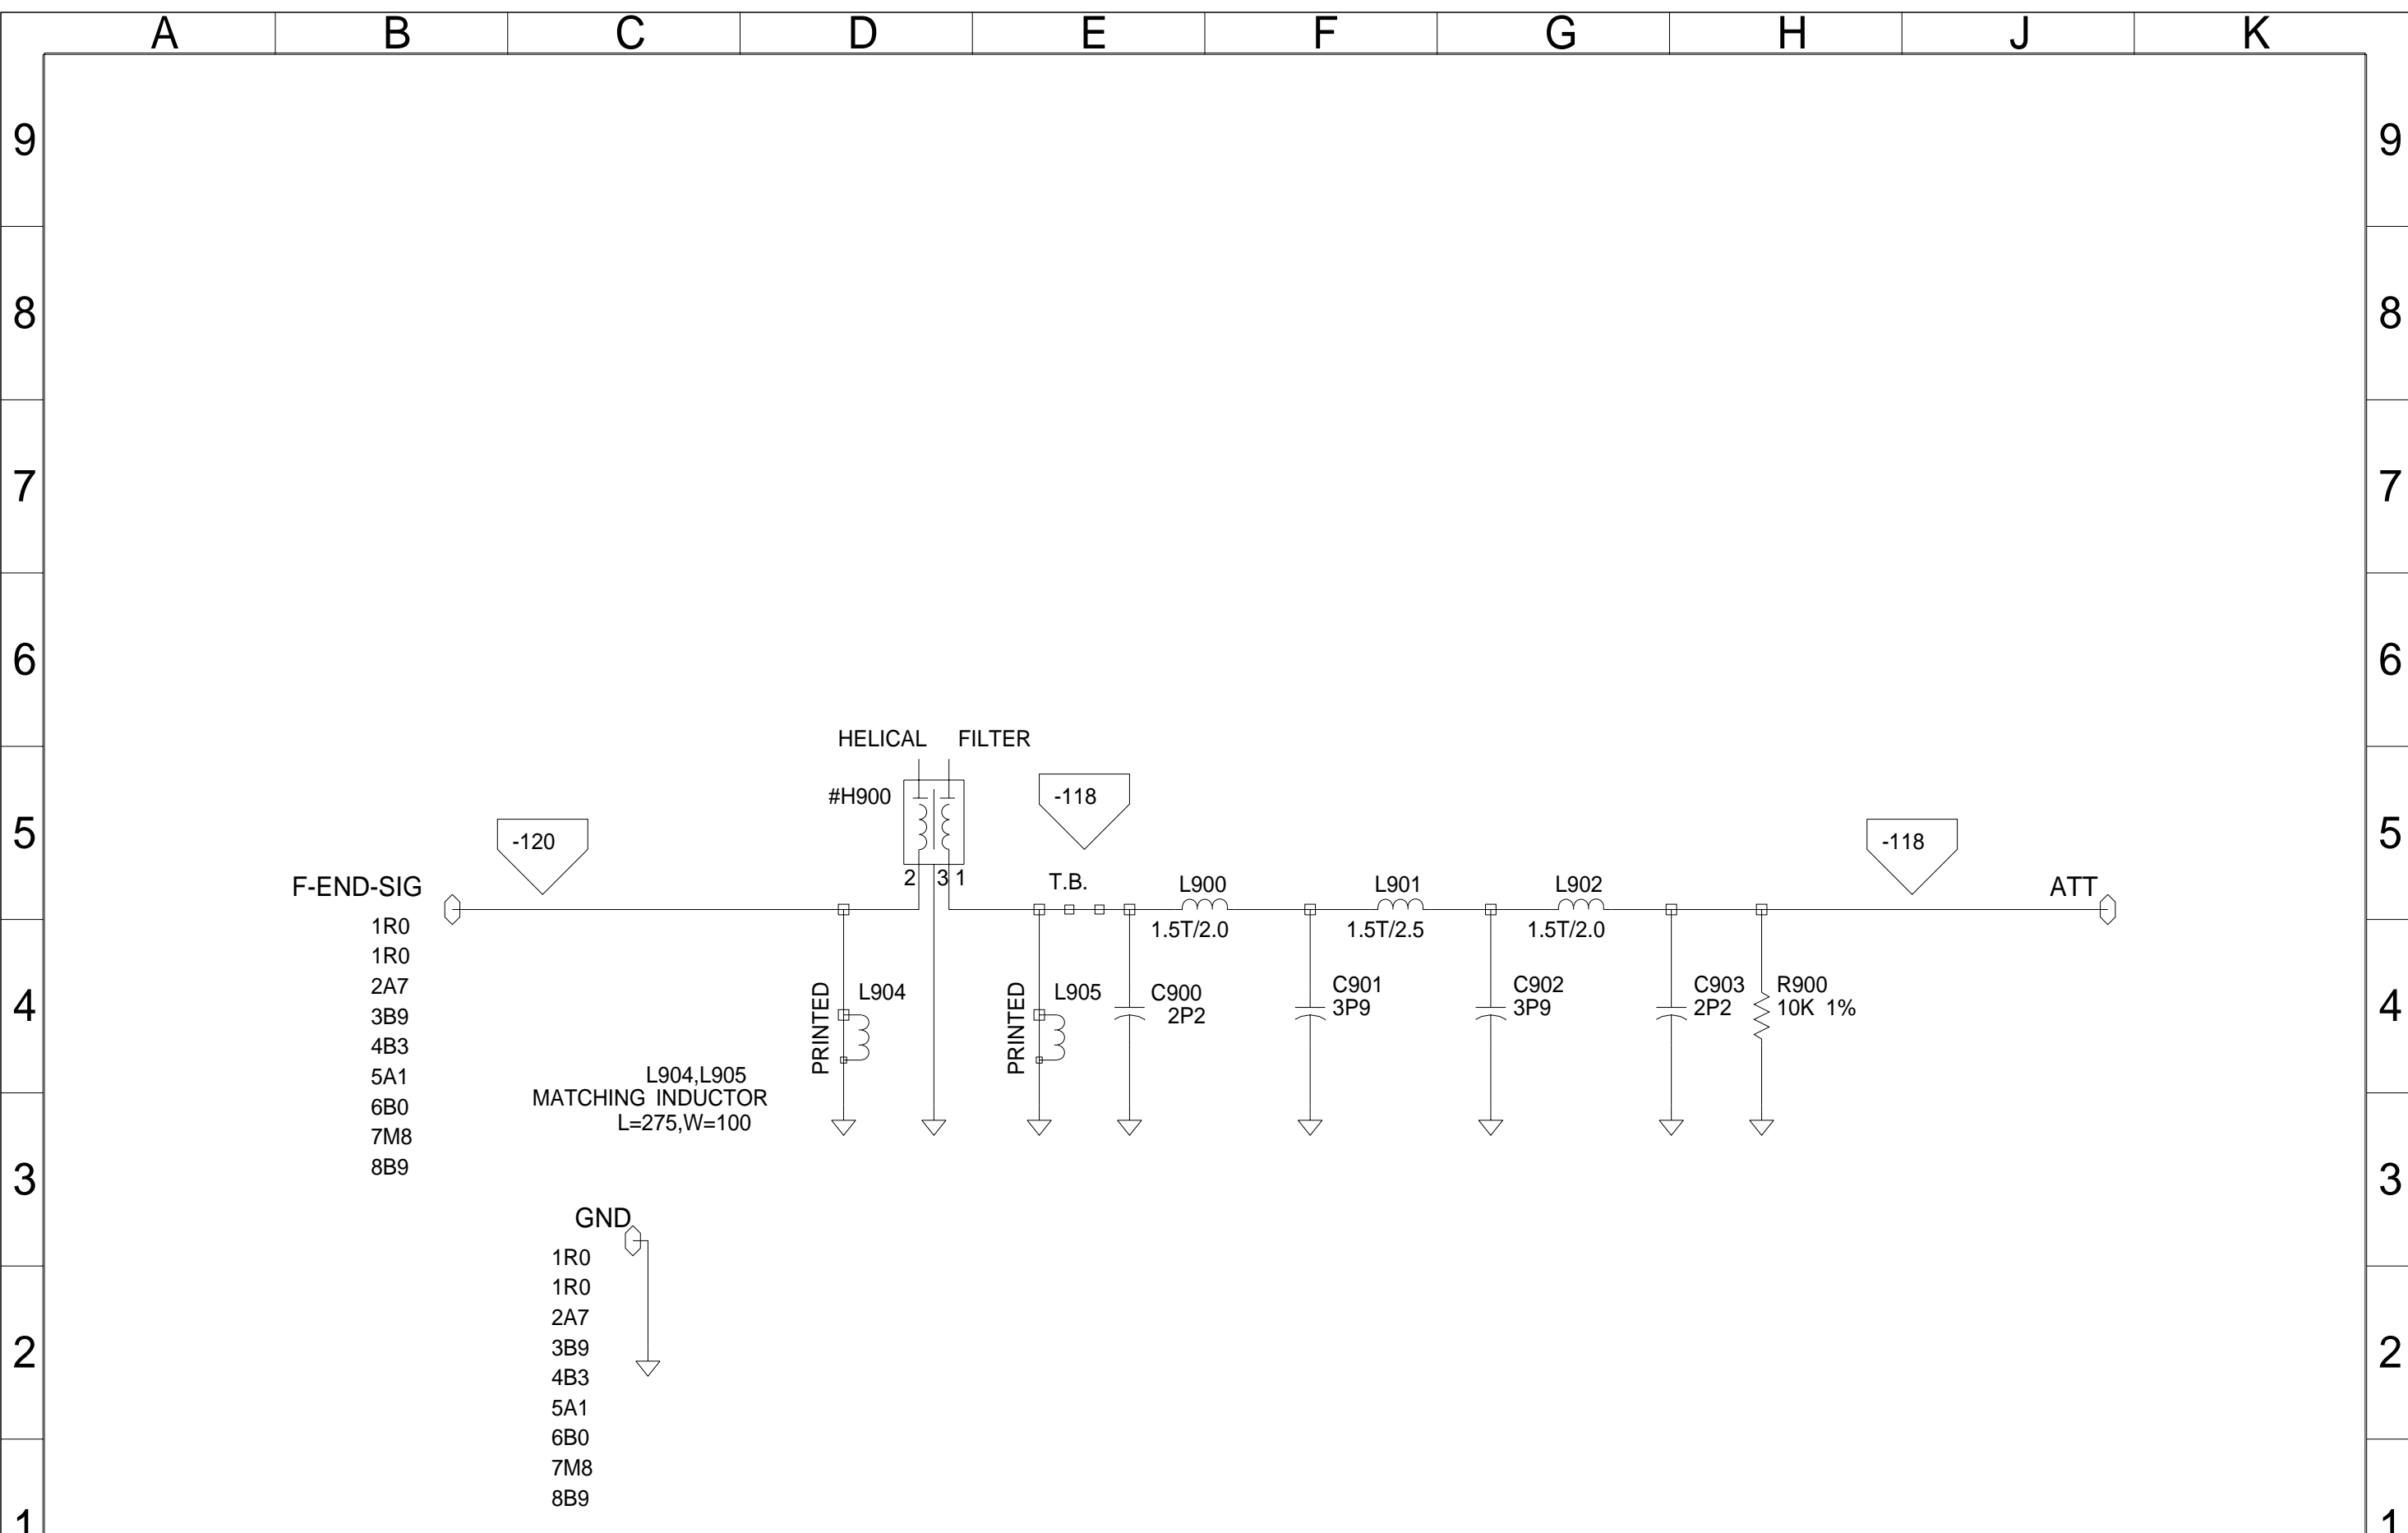 A B C D E F G H J K
9 9
8 8
7 7
6 6
5 5
4 4
3 3
2 2
1 1
HELICAL FILTER
#H900
-118
-120
-118
2 3 1
F-END-SIG
1R0
1R0
2A7
3B9
4B3
5A1
6B0
7M8
8B9
T.B.
L900
1.5T/2.0
L901
1.5T/2.5
L902
1.5T/2.0
ATT
PRINTED
L904
PRINTED
L905
C900
2P2
C901
3P9
C902
3P9
C903
2P2
R900
10K 1%
L904,L905
MATCHING INDUCTOR
L=275,W=100
GND
1R0
1R0
2A7
3B9
4B3
5A1
6B0
7M8
8B9